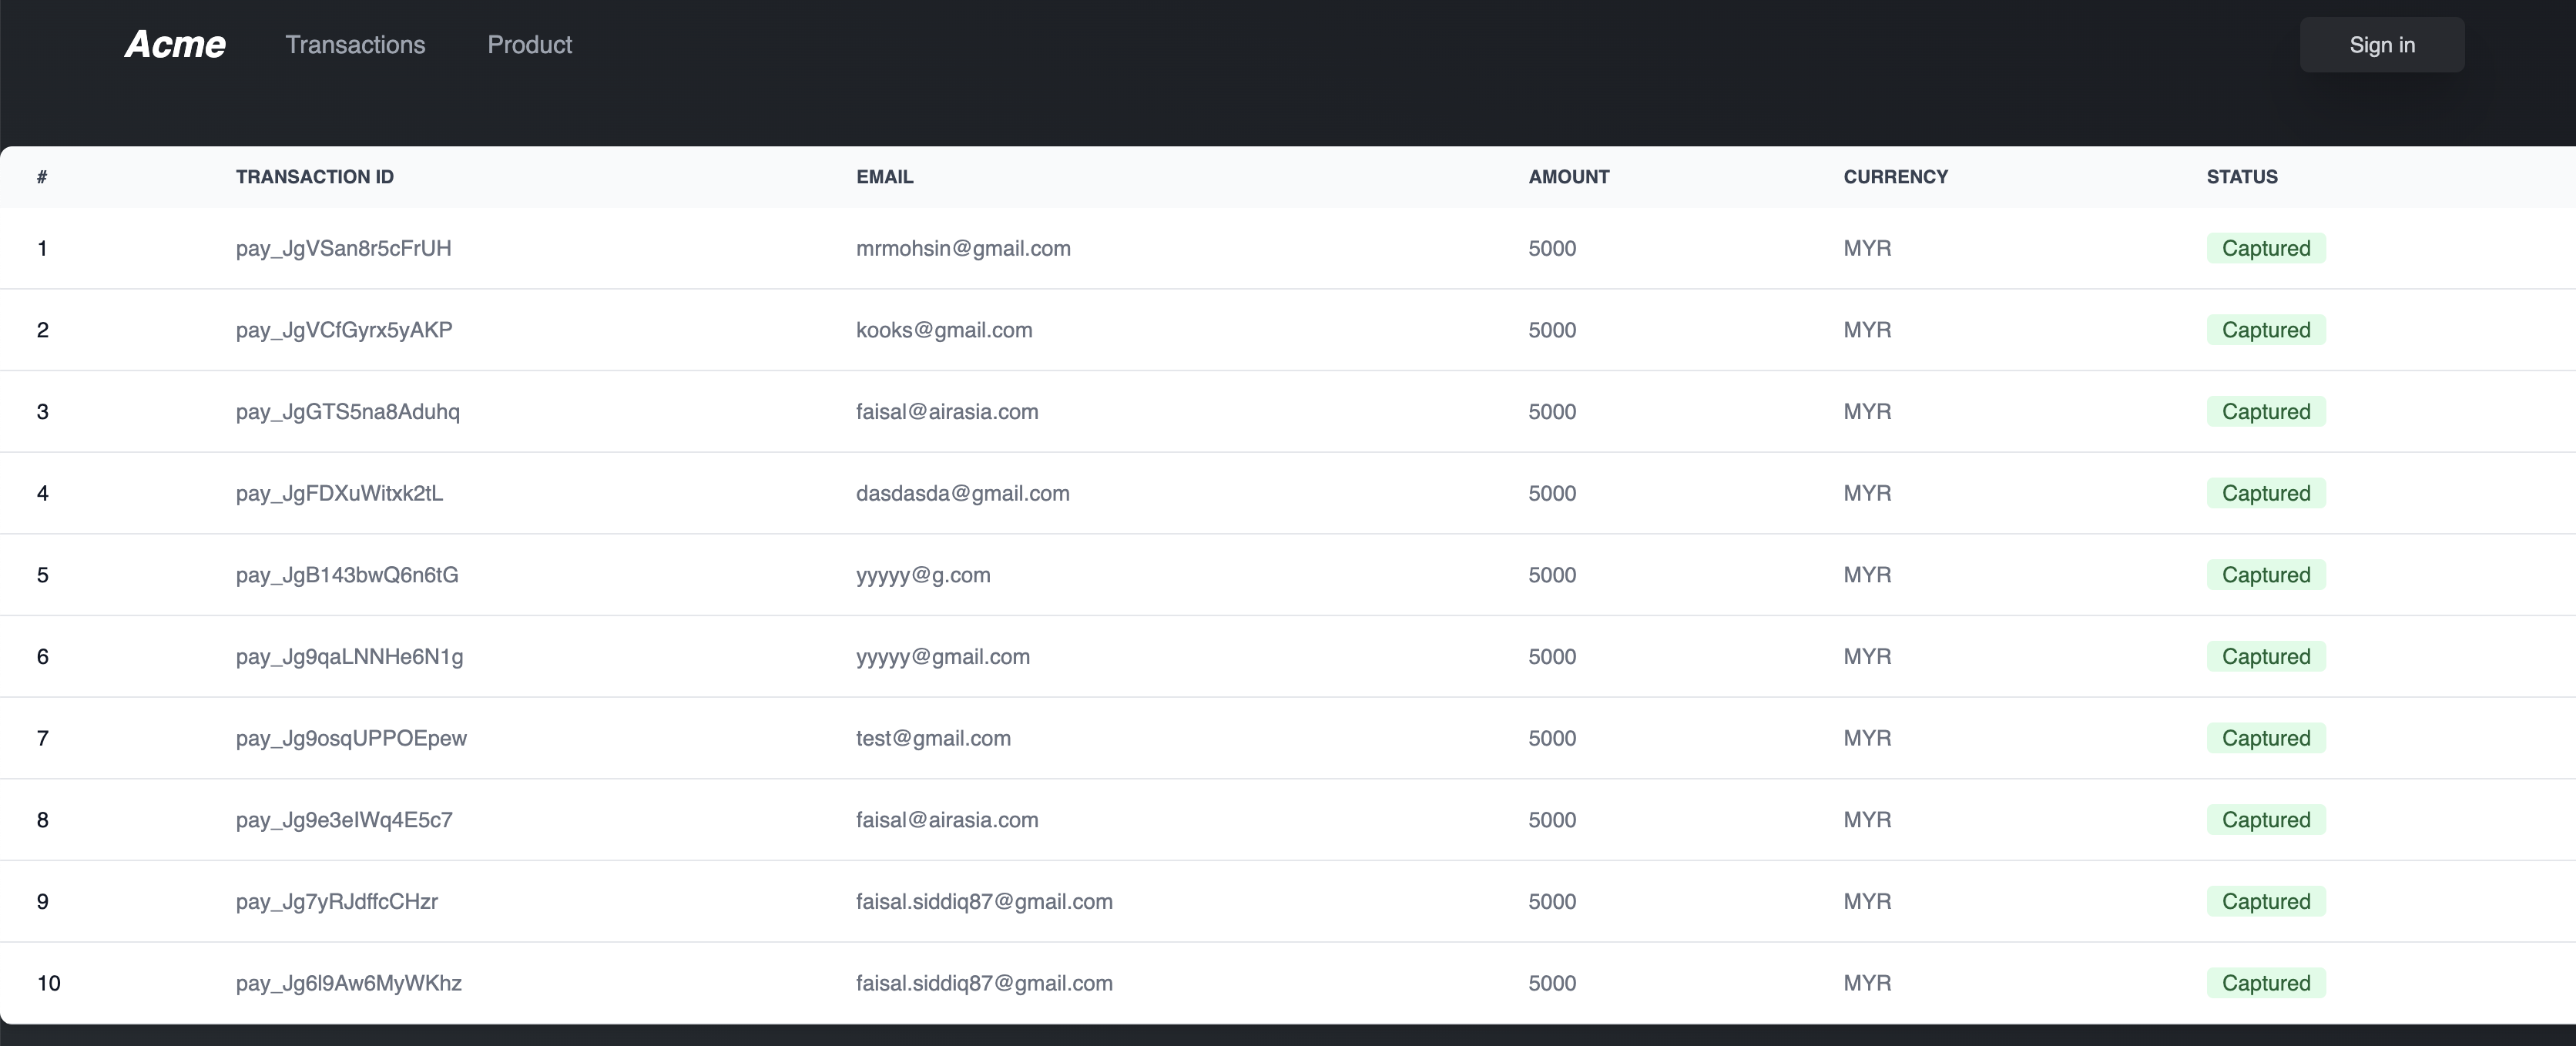 Acme Transactions Product Sign in
# TRANSACTION ID EMAIL AMOUNT CURRENCY STATUS
1 pay_JgVSan8r5cFrUH mrmohsin@gmail.com 5000 MYR Captured
2 pay_JgVCfGyrx5yAKP kooks@gmail.com 5000 MYR Captured
3 pay_JgGTS5na8Aduhq faisal@airasia.com 5000 MYR Captured
4 pay_JgFDXuWitxk2tL dasdasda@gmail.com 5000 MYR Captured
5 pay_JgB143bwQ6n6tG yyyyy@g.com 5000 MYR Captured
6 pay_Jg9qaLNNHe6N1g yyyyy@gmail.com 5000 MYR Captured
7 pay_Jg9osqUPPOEpew test@gmail.com 5000 MYR Captured
8 pay_Jg9e3eIWq4E5c7 faisal@airasia.com 5000 MYR Captured
9 pay_Jg7yRJdffcCHzr faisal.siddiq87@gmail.com 5000 MYR Captured
10 pay_Jg6l9Aw6MyWKhz faisal.siddiq87@gmail.com 5000 MYR Captured